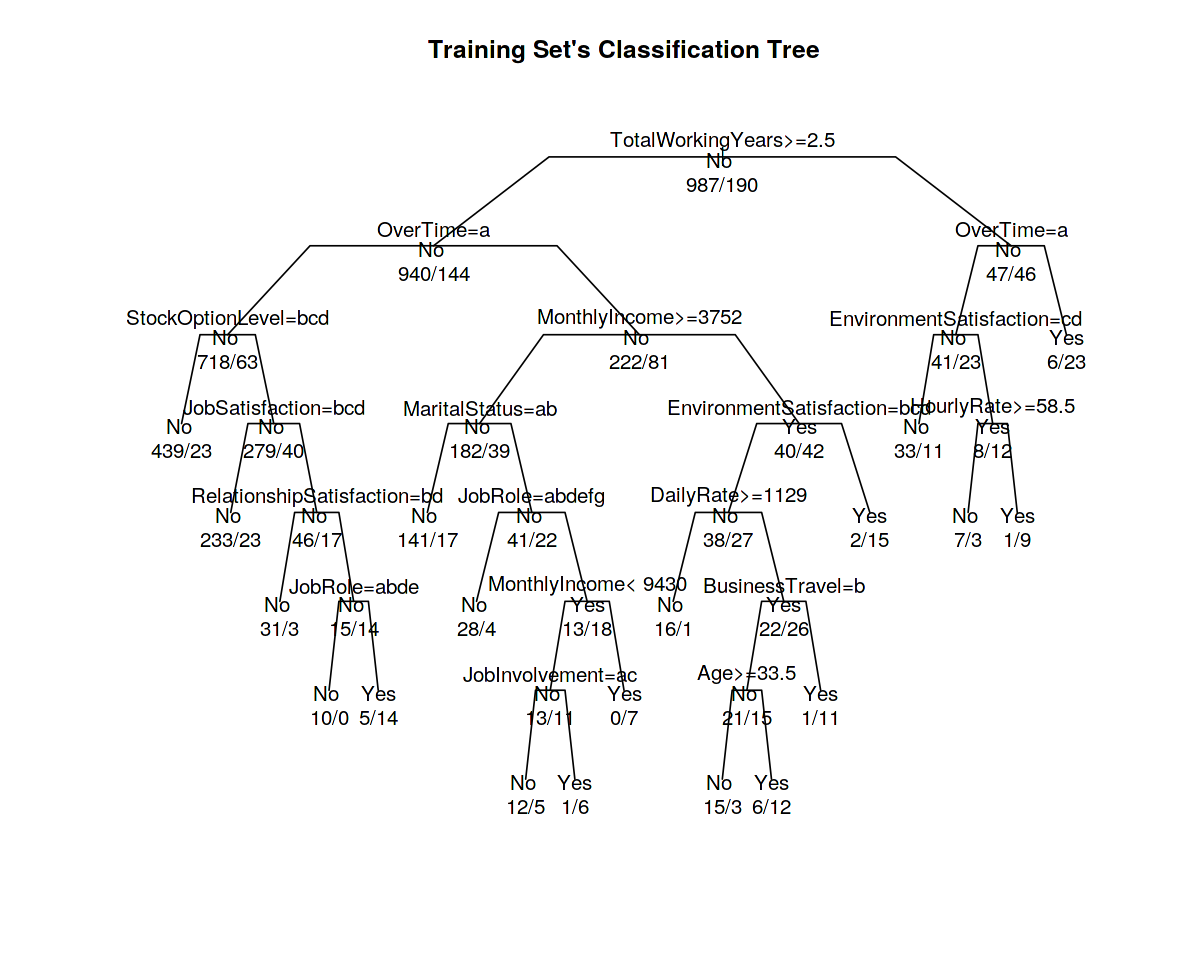 Training Set's Classification Tree
TotalWorkingYears>=2.5
No
987/190
OverTime=a
No
940/144
OverTime=a
No
47/46
StockOptionLevel=bcd
No
718/63
MonthlyIncome>=3752
No
222/81
EnvironmentSatisfaction=cd
No
41/23
Yes
6/23
No
439/23
JobSatisfaction=bcd
No
279/40
MaritalStatus=ab
No
182/39
EnvironmentSatisfaction=bcd
Yes
40/42
No
33/11
HourlyRate>=58.5
Yes
8/12
No
233/23
RelationshipSatisfaction=bd
No
46/17
No
141/17
JobRole=abdefg
No
41/22
DailyRate>=1129
No
38/27
Yes
2/15
No
7/3
Yes
1/9
No
31/3
JobRole=abde
No
15/14
No
28/4
MonthlyIncome< 9430
Yes
13/18
No
16/1
BusinessTravel=b
Yes
22/26
No
10/0
Yes
5/14
JobInvolvement=ac
No
13/11
Yes
0/7
Age>=33.5
No
21/15
Yes
1/11
No
12/5
Yes
1/6
No
15/3
Yes
6/12